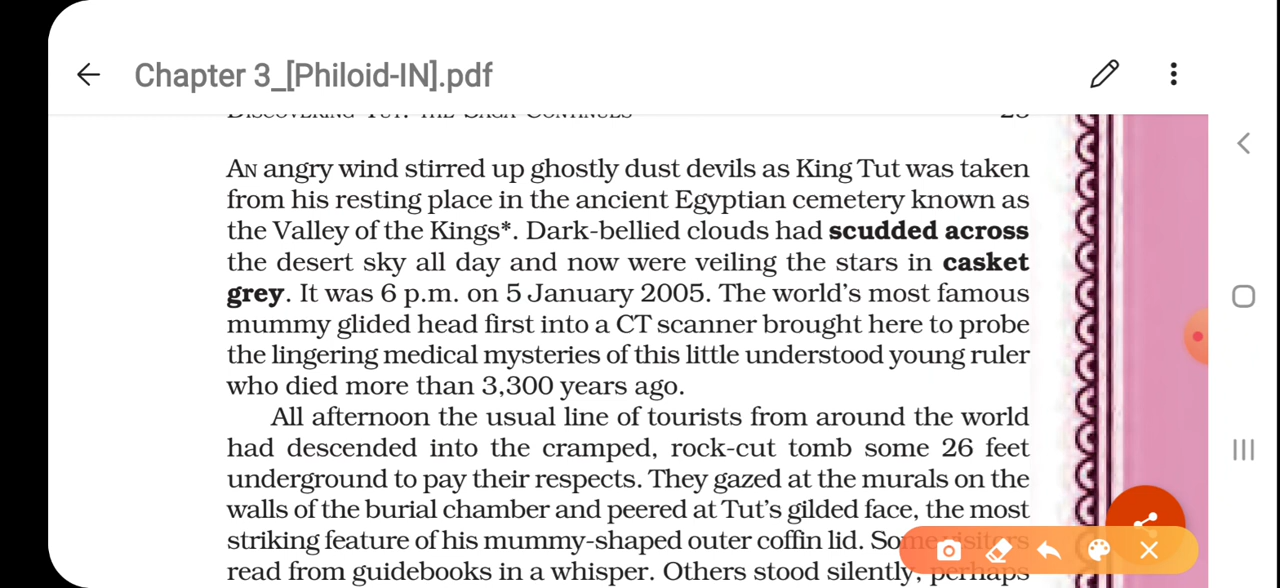 Chapter 3_[Philoid-IN].pdf
DISCOVERING TUT: THE SAGA CONTINUES 23
AN angry wind stirred up ghostly dust devils as King Tut was taken
from his resting place in the ancient Egyptian cemetery known as
the Valley of the Kings*. Dark-bellied clouds had scudded across
the desert sky all day and now were veiling the stars in casket
grey. It was 6 p.m. on 5 January 2005. The world's most famous
mummy glided head first into a CT scanner brought here to probe
the lingering medical mysteries of this little understood young ruler
who died more than 3,300 years ago.
All afternoon the usual line of tourists from around the world
had descended into the cramped, rock-cut tomb some 26 feet
underground to pay their respects. They gazed at the murals on the
walls of the burial chamber and peered at Tut's gilded face, the most
striking feature of his mummy-shaped outer coffin lid. Some visitors
read from guidebooks in a whisper. Others stood silently, perhaps